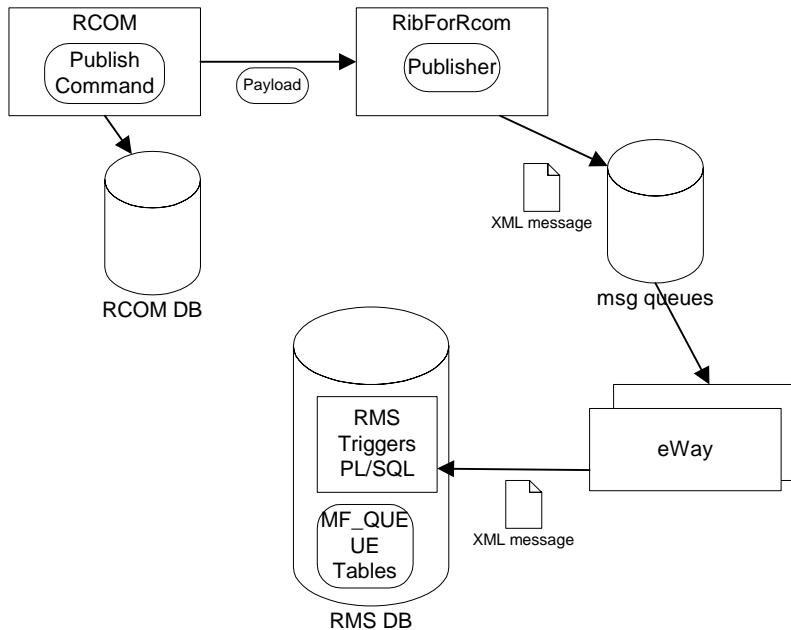 RCOM
Publish
Command
Payload
RibForRcom
Publisher
XML message
RCOM DB
msg queues
RMS
Triggers
PL/SQL
eWay
XML message
MF_QUE
UE
Tables
RMS DB